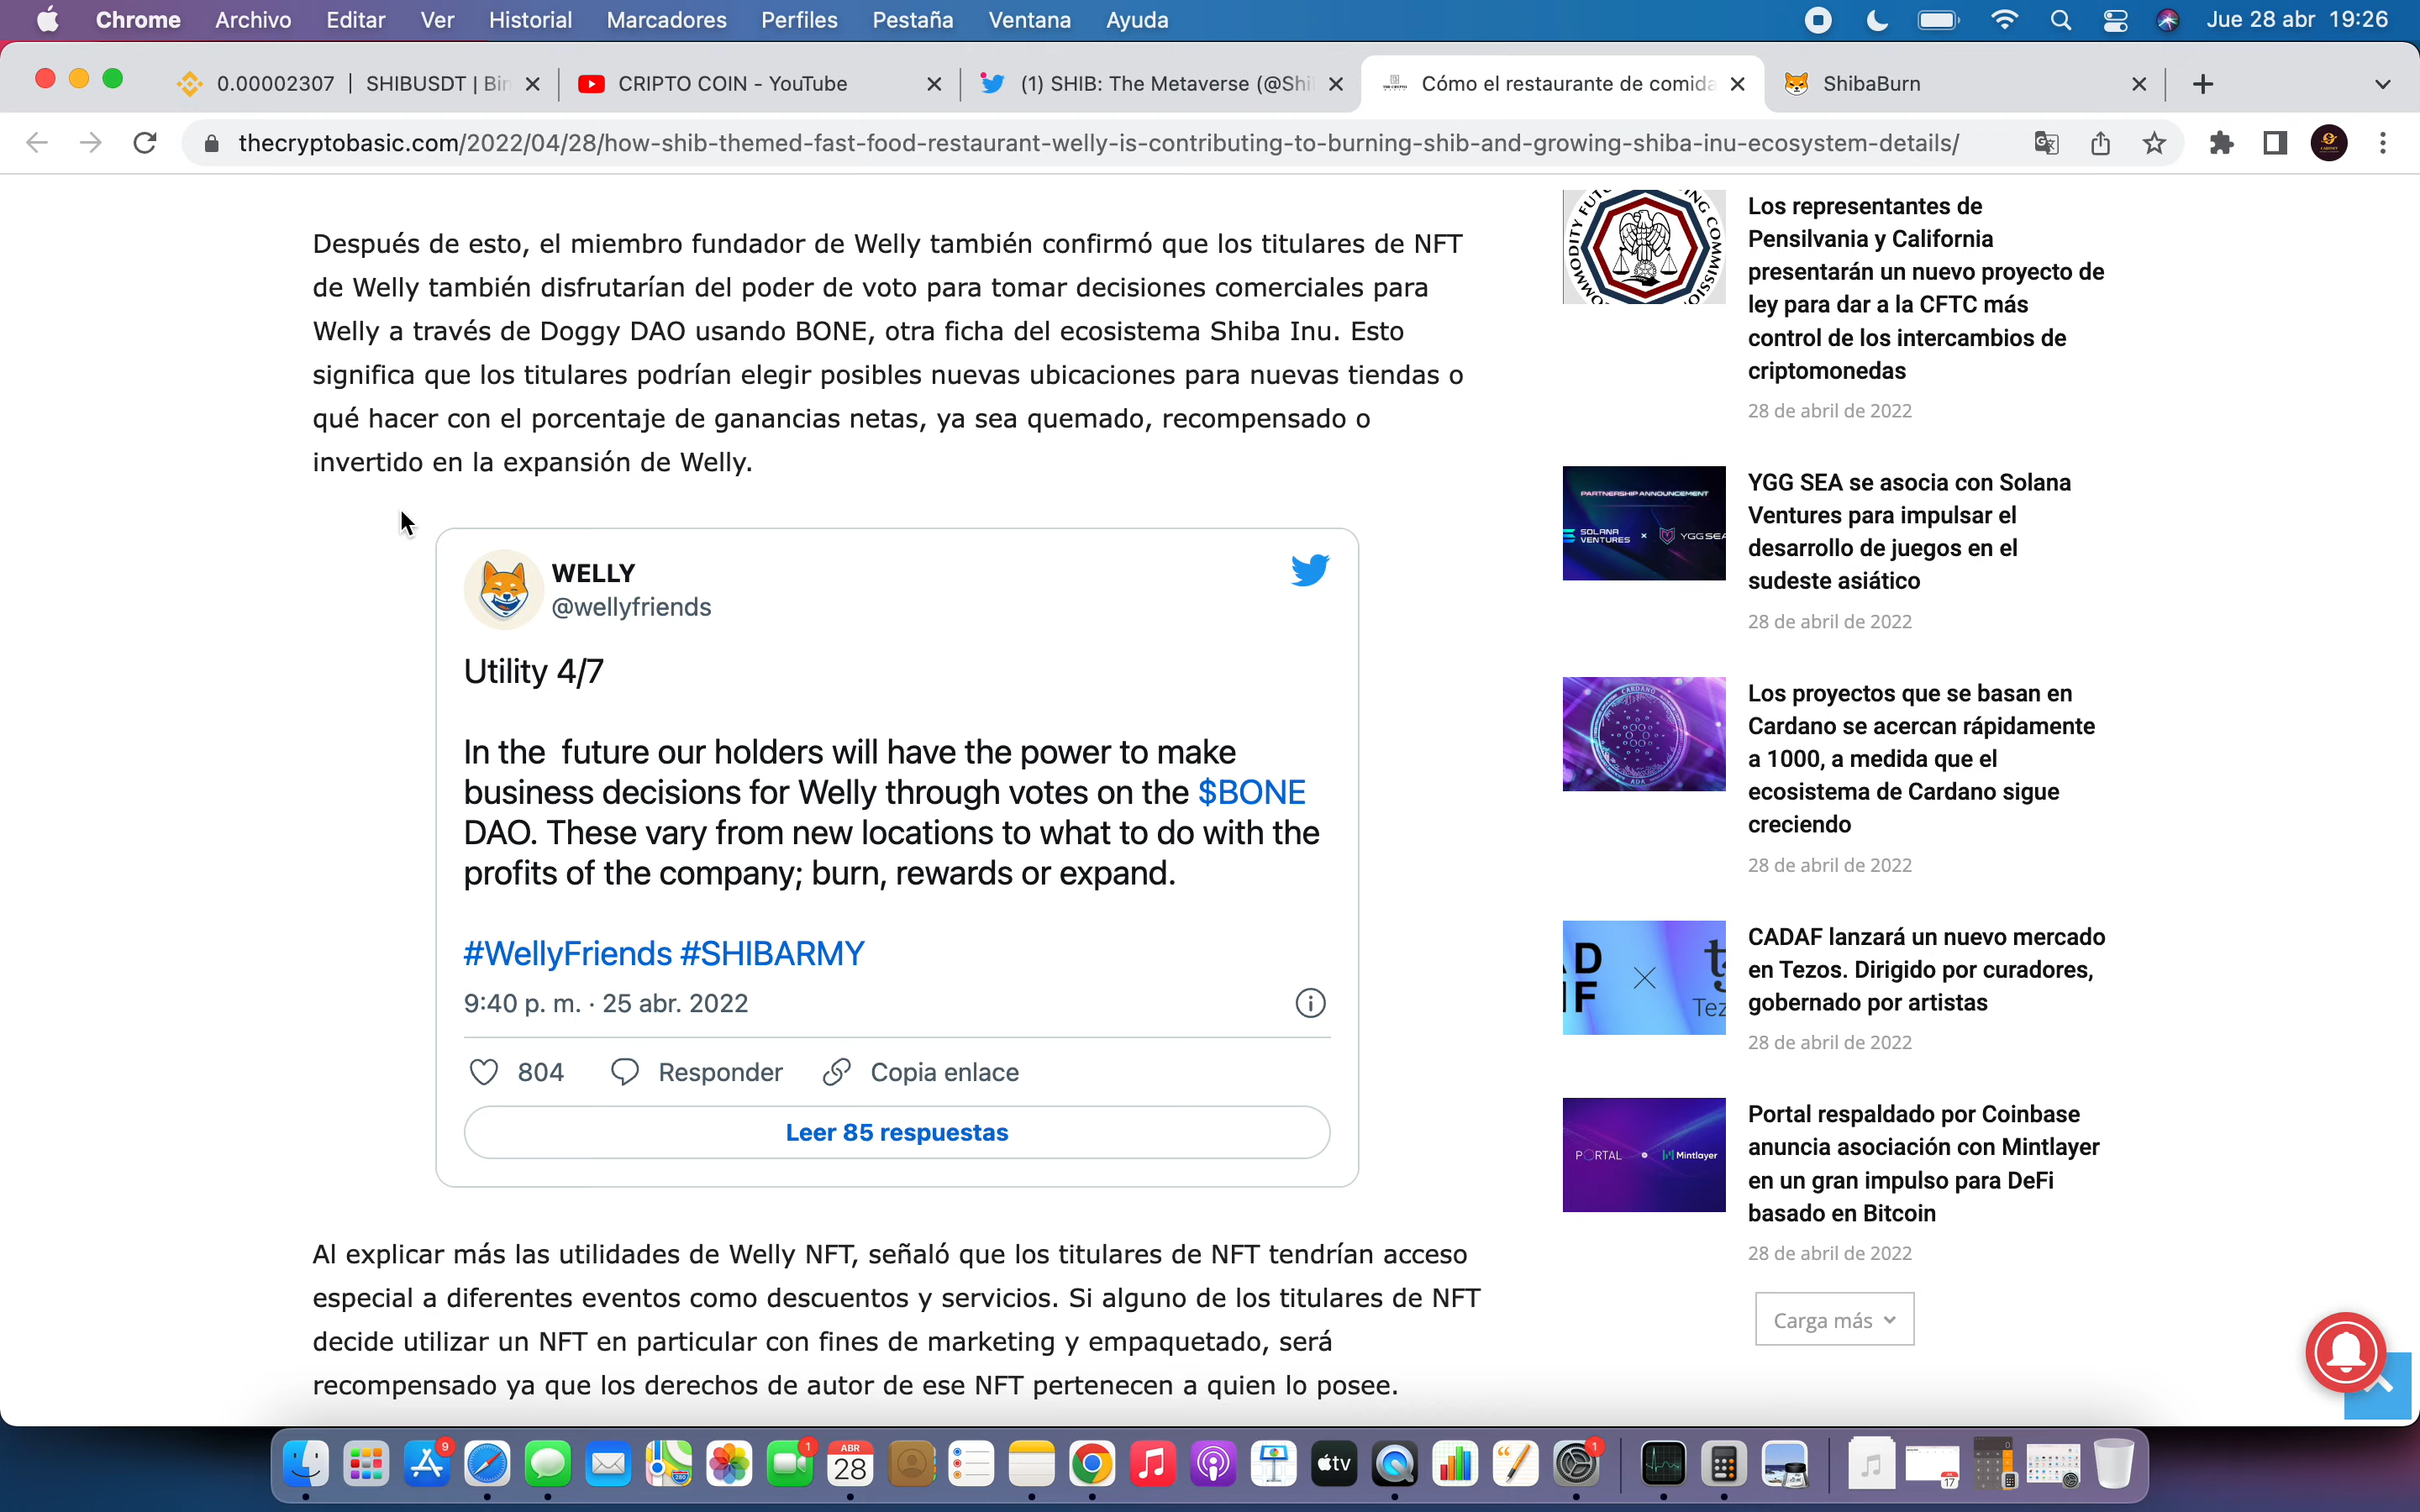 Chrome Archivo Editar Ver Historial Marcadores Perfiles Pestaña Ventana Ayuda Jue 28 abr 19:26
0.00002307 | SHIBUSDT | Bin
CRIPTO COIN - YouTube
(1) SHIB: The Metaverse (@Shi
Cómo el restaurante de comida
ShibaBurn
thecryptobasic.com/2022/04/28/how-shib-themed-fast-food-restaurant-welly-is-contributing-to-burning-shib-and-growing-shiba-inu-ecosystem-details/
Después de esto, el miembro fundador de Welly también confirmó que los titulares de NFT
de Welly también disfrutarían del poder de voto para tomar decisiones comerciales para
Welly a través de Doggy DAO usando BONE, otra ficha del ecosistema Shiba Inu. Esto
significa que los titulares podrían elegir posibles nuevas ubicaciones para nuevas tiendas o
qué hacer con el porcentaje de ganancias netas, ya sea quemado, recompensado o
invertido en la expansión de Welly.
WELLY
@wellyfriends
Utility 4/7
In the  future our holders will have the power to make
business decisions for Welly through votes on the $BONE
DAO. These vary from new locations to what to do with the
profits of the company; burn, rewards or expand.
#WellyFriends #SHIBARMY
9:40 p. m. · 25 abr. 2022
804 Responder Copia enlace
Leer 85 respuestas
Al explicar más las utilidades de Welly NFT, señaló que los titulares de NFT tendrían acceso
especial a diferentes eventos como descuentos y servicios. Si alguno de los titulares de NFT
decide utilizar un NFT en particular con fines de marketing y empaquetado, será
recompensado ya que los derechos de autor de ese NFT pertenecen a quien lo posee.
Los representantes de
Pensilvania y California
presentarán un nuevo proyecto de
ley para dar a la CFTC más
control de los intercambios de
criptomonedas
28 de abril de 2022
PARTNERSHIP ANNOUNCEMENT
SOLANA
VENTURES × YGG SEA
YGG SEA se asocia con Solana
Ventures para impulsar el
desarrollo de juegos en el
sudeste asiático
28 de abril de 2022
CARDANO
ADA
Los proyectos que se basan en
Cardano se acercan rápidamente
a 1000, a medida que el
ecosistema de Cardano sigue
creciendo
28 de abril de 2022
Tez
CADAF lanzará un nuevo mercado
en Tezos. Dirigido por curadores,
gobernado por artistas
28 de abril de 2022
PORTAL Mintlayer
Portal respaldado por Coinbase
anuncia asociación con Mintlayer
en un gran impulso para DeFi
basado en Bitcoin
28 de abril de 2022
Carga más
9
1
ABR
28
tv
1
17